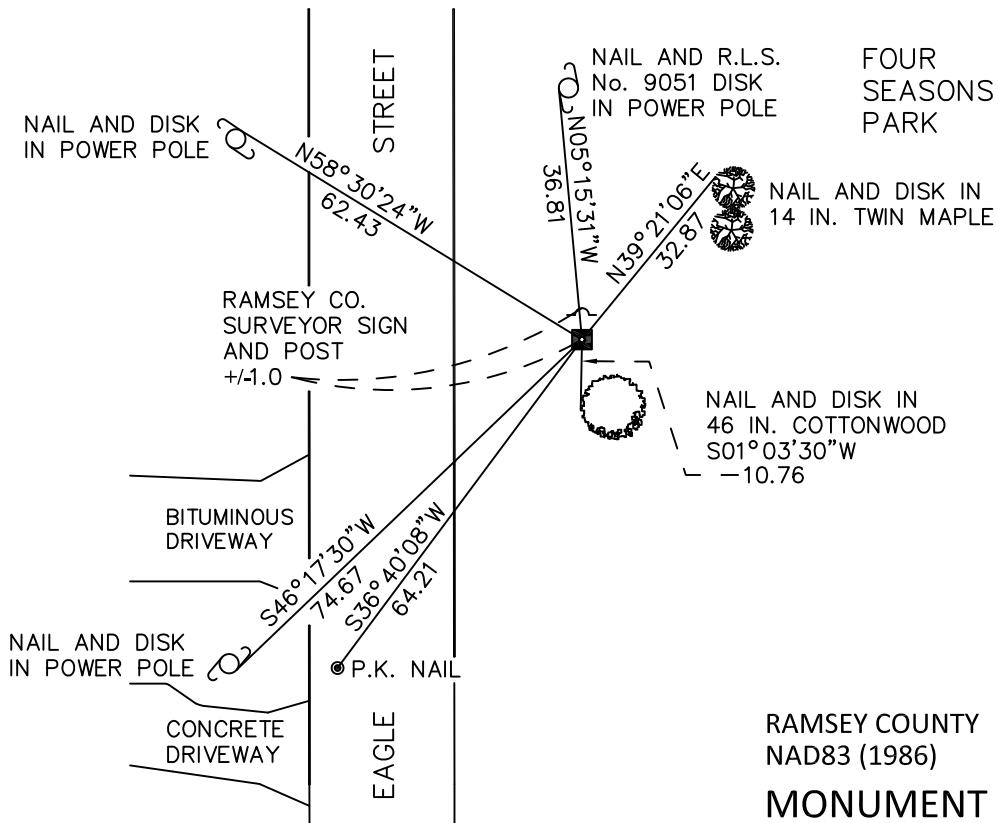 STREET
NAIL AND R.L.S.
No. 9051 DISK
IN POWER POLE
FOUR
SEASONS
PARK
NAIL AND DISK
IN POWER POLE
N58°30'24"W
62.43
N05°15'31"W
36.81
N39°21'06"E
32.87
NAIL AND DISK IN
14 IN. TWIN MAPLE
RAMSEY CO.
SURVEYOR SIGN
AND POST
+/-1.0
NAIL AND DISK IN
46 IN. COTTONWOOD
S01°03'30"W
10.76
BITUMINOUS
DRIVEWAY
S46°17'30"W
74.67
S36°40'08"W
64.21
NAIL AND DISK
IN POWER POLE
P.K. NAIL
CONCRETE
DRIVEWAY
EAGLE
RAMSEY COUNTY
NAD83 (1986)
MONUMENT